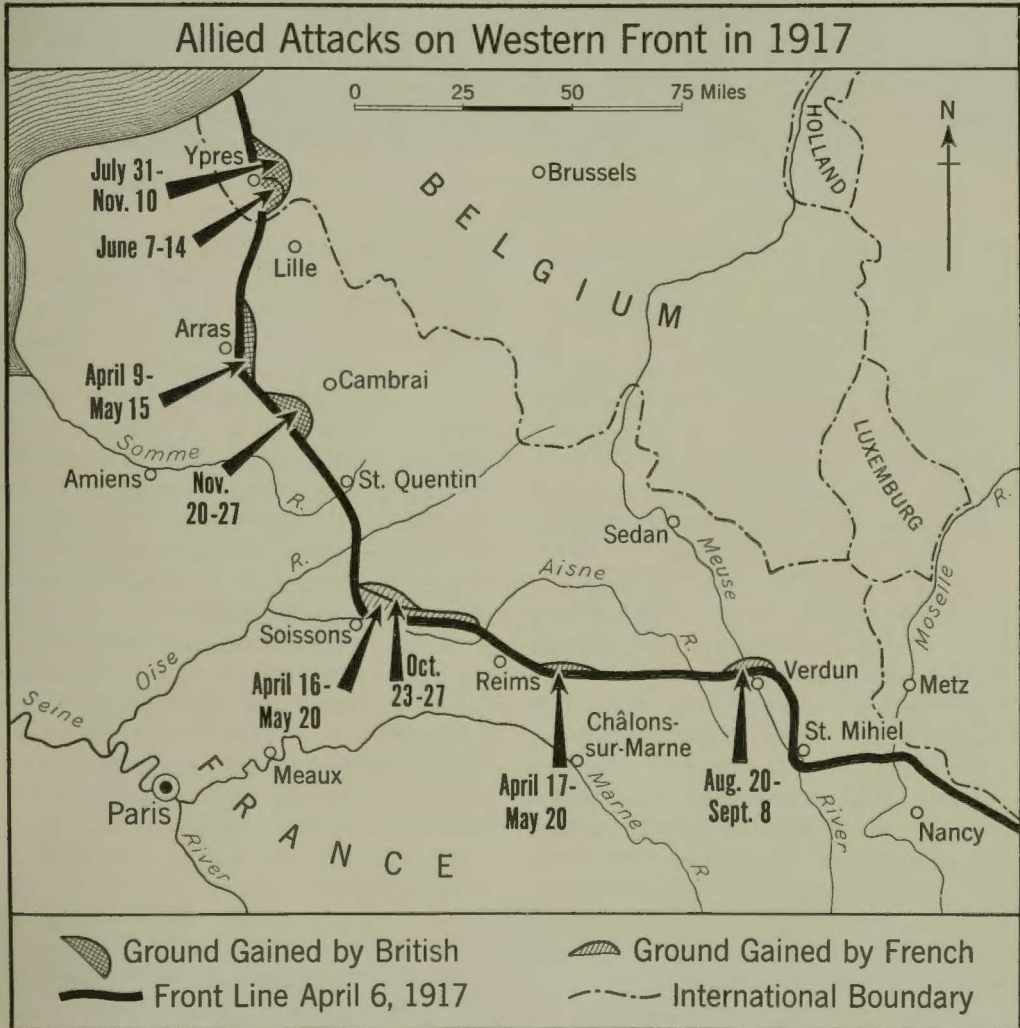 Allied Attacks on Western Front in 1917
0 25 50 75 Miles
N
HOLLAND
Ypres
Brussels
July 31-
Nov. 10
BELGIUM
June 7-14
Lille
Arras
Cambrai
April 9-
May 15
LUXEMBURG
Somme
R.
Amiens
St. Quentin
Nov.
20-27
R.
Sedan
Meuse
Aisne
R.
Moselle
R.
Soissons
Oise
Reims
Verdun
Metz
April 16-
May 20
Oct.
23-27
Seine
Châlons-
sur-Marne
St. Mihiel
Meaux
FRANCE
April 17-
May 20
Aug. 20-
Sept. 8
Paris
River
Marne
R.
River
Nancy
Ground Gained by British
Ground Gained by French
Front Line April 6, 1917
International Boundary